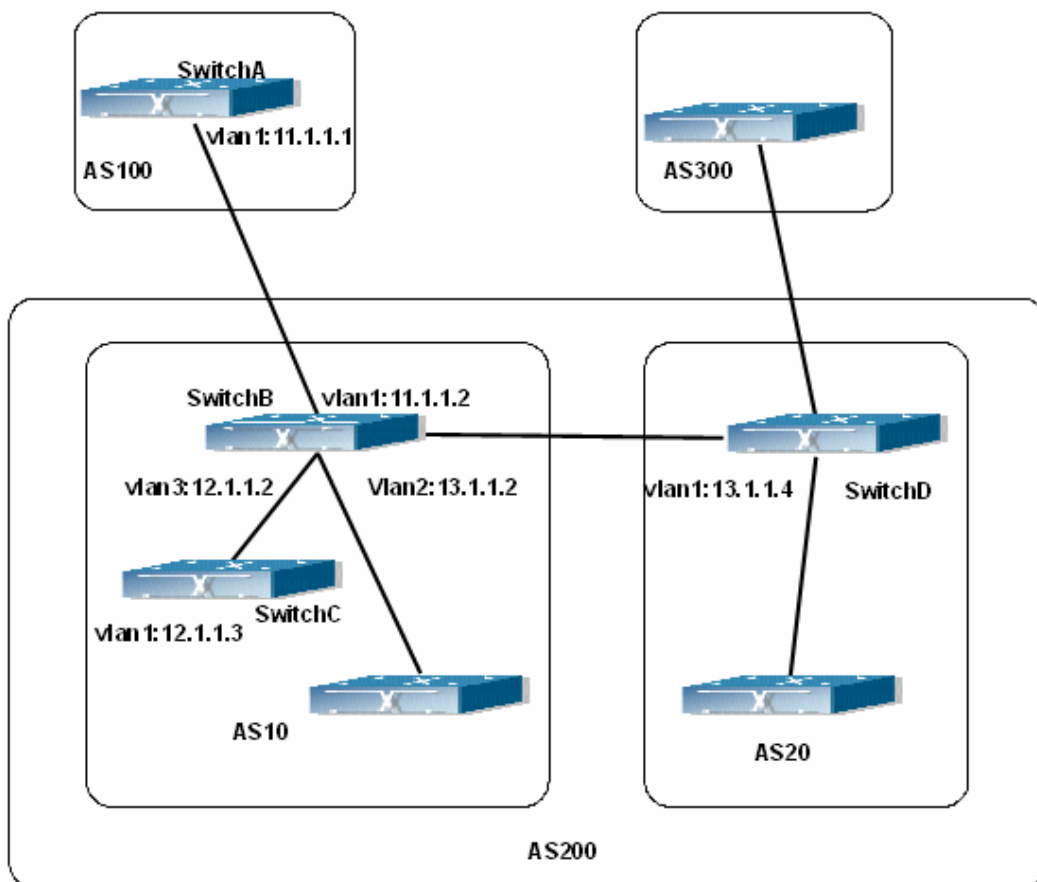 SwitchA
vlan1:11.1.1.1
AS100
AS300
SwitchB
vlan1:11.1.1.2
vlan3:12.1.1.2
Vlan2:13.1.1.2
vlan1:13.1.1.4
SwitchD
SwitchC
vlan1:12.1.1.3
AS10
AS20
AS200